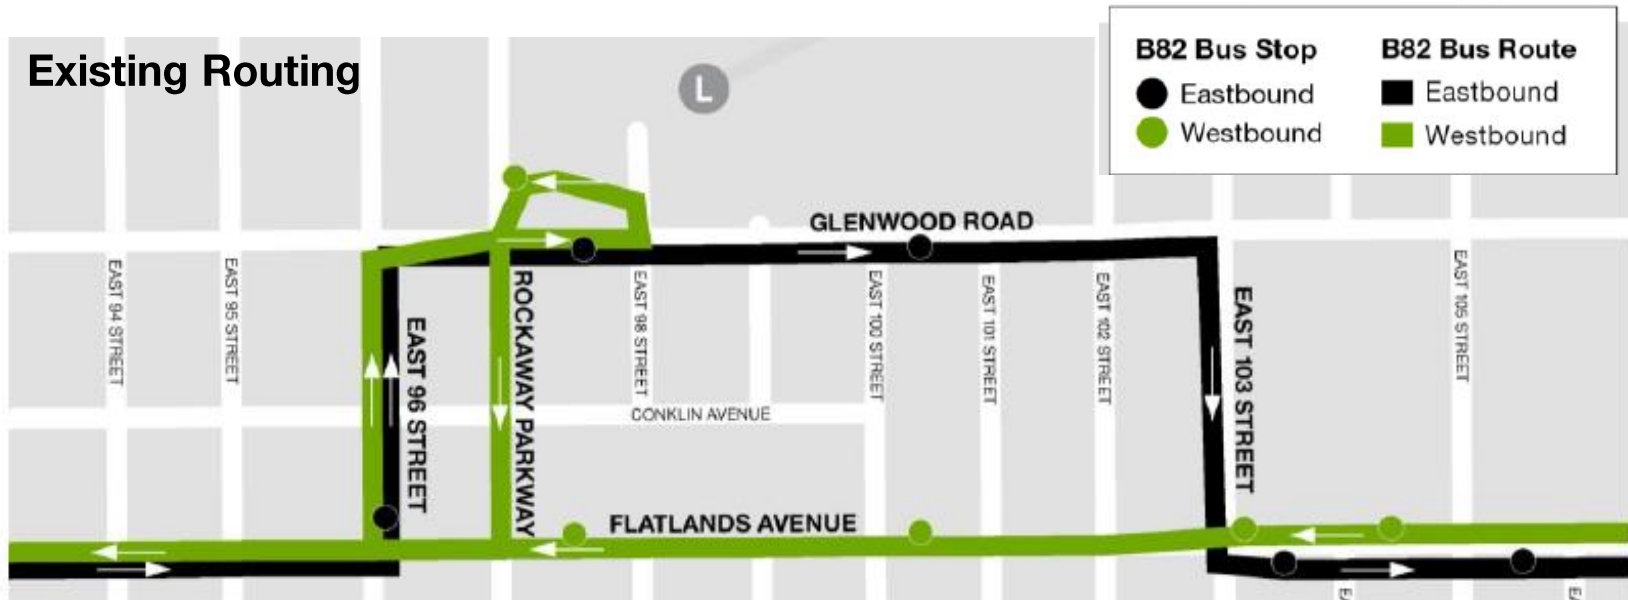 Existing Routing
L
B82 Bus Stop
Eastbound
Westbound
B82 Bus Route
Eastbound
Westbound
GLENWOOD ROAD
EAST 94 STREET
EAST 95 STREET
EAST 96 STREET
ROCKAWAY PARKWAY
EAST 98 STREET
EAST 100 STREET
EAST 101 STREET
EAST 102 STREET
EAST 103 STREET
EAST 105 STREET
CONKLIN AVENUE
FLATLANDS AVENUE